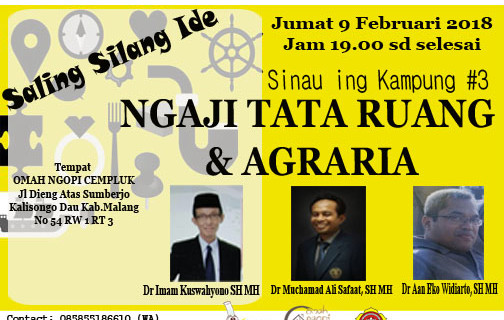 Saling Silang Ide
Jumat 9 Februari 2018
Jam 19.00 sd selesai
Sinau ing Kampung #3
NGAJI TATA RUANG
& AGRARIA
Tempat
OMAH NGOPI CEMPLUK
Jl Dieng Atas Sumberjo
Kalisongo Dau Kab.Malang
No 54 RW 1 RT 3
Dr Imam Kuswahyono SH MH
Dr Muchamad Ali Safaat, SH MH
Dr Aan Eko Widiarto, SH MH
Contact: 085855186610 (WA)